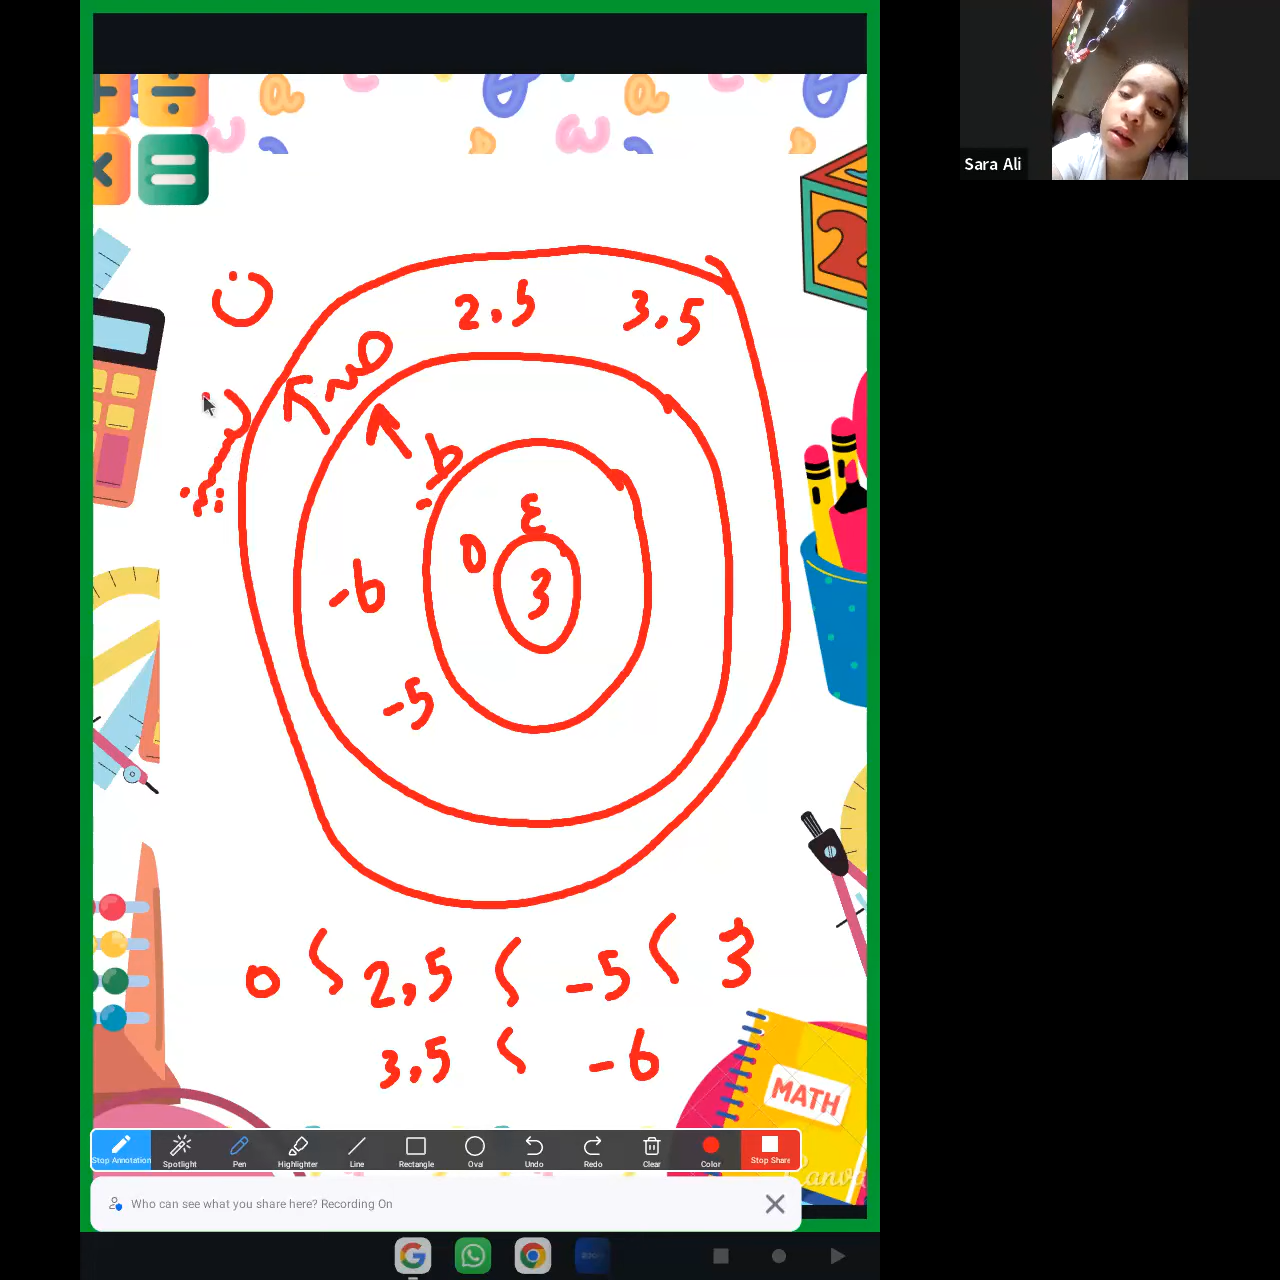 2,5 3,5
ط
ع
0
3
-6
-5
0 < 2,5 < -5 < 3
3,5 < -6
MATH
Canva
Sara Ali
Stop Annotation Spotlight Pen Highlighter Line Rectangle Oval Undo Redo Clear Color Stop Share
Who can see what you share here? Recording On
zoom